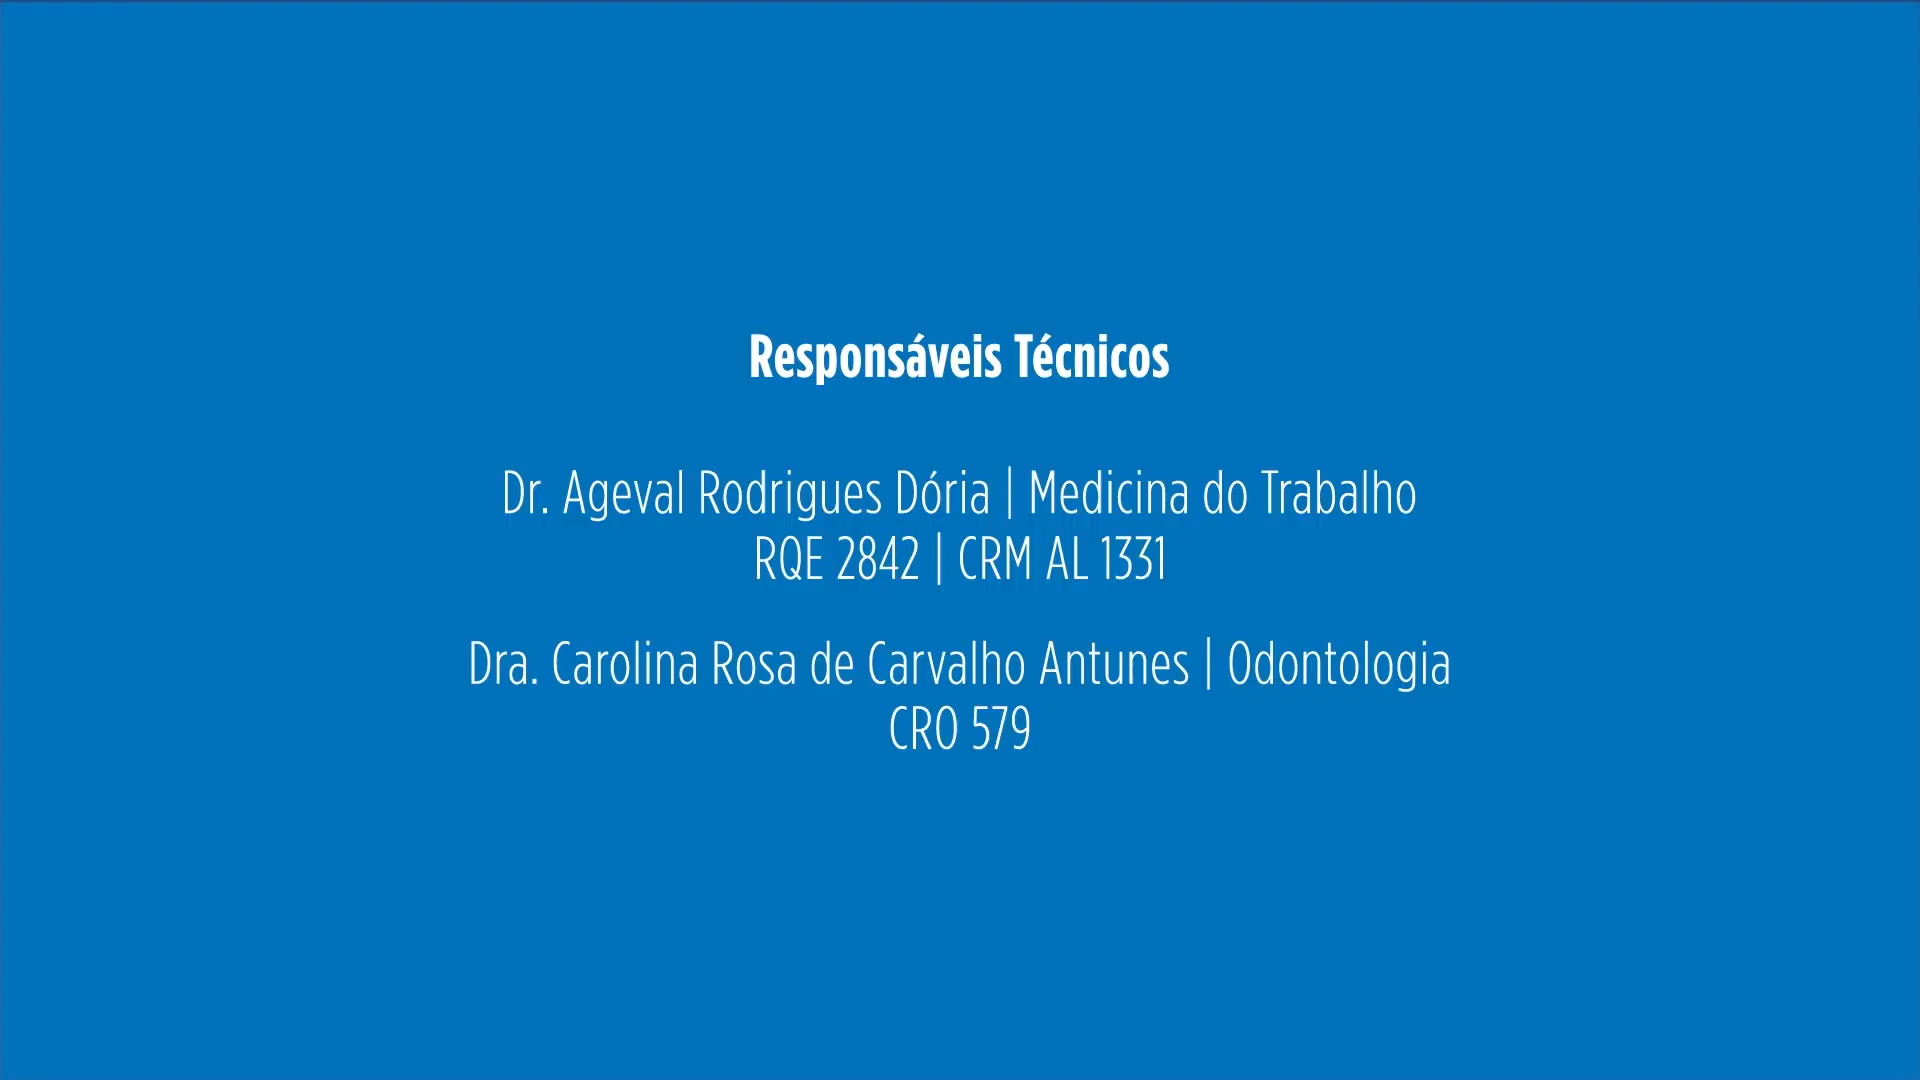 Responsáveis Técnicos
Dr. Ageval Rodrigues Dória | Medicina do Trabalho
RQE 2842 | CRM AL 1331
Dra. Carolina Rosa de Carvalho Antunes | Odontologia
CRO 579